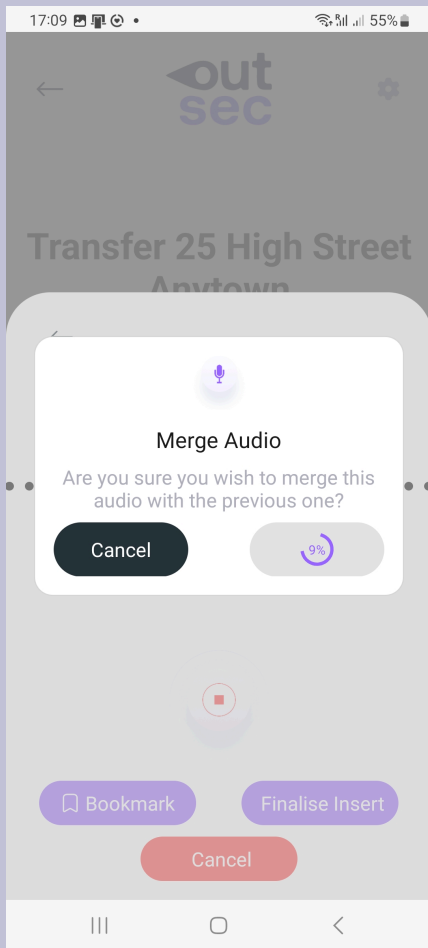 17:09
55%
out
sec
Transfer 25 High Street
Anytown
Merge Audio
Are you sure you wish to merge this
audio with the previous one?
Cancel
9%
Bookmark
Finalise Insert
Cancel